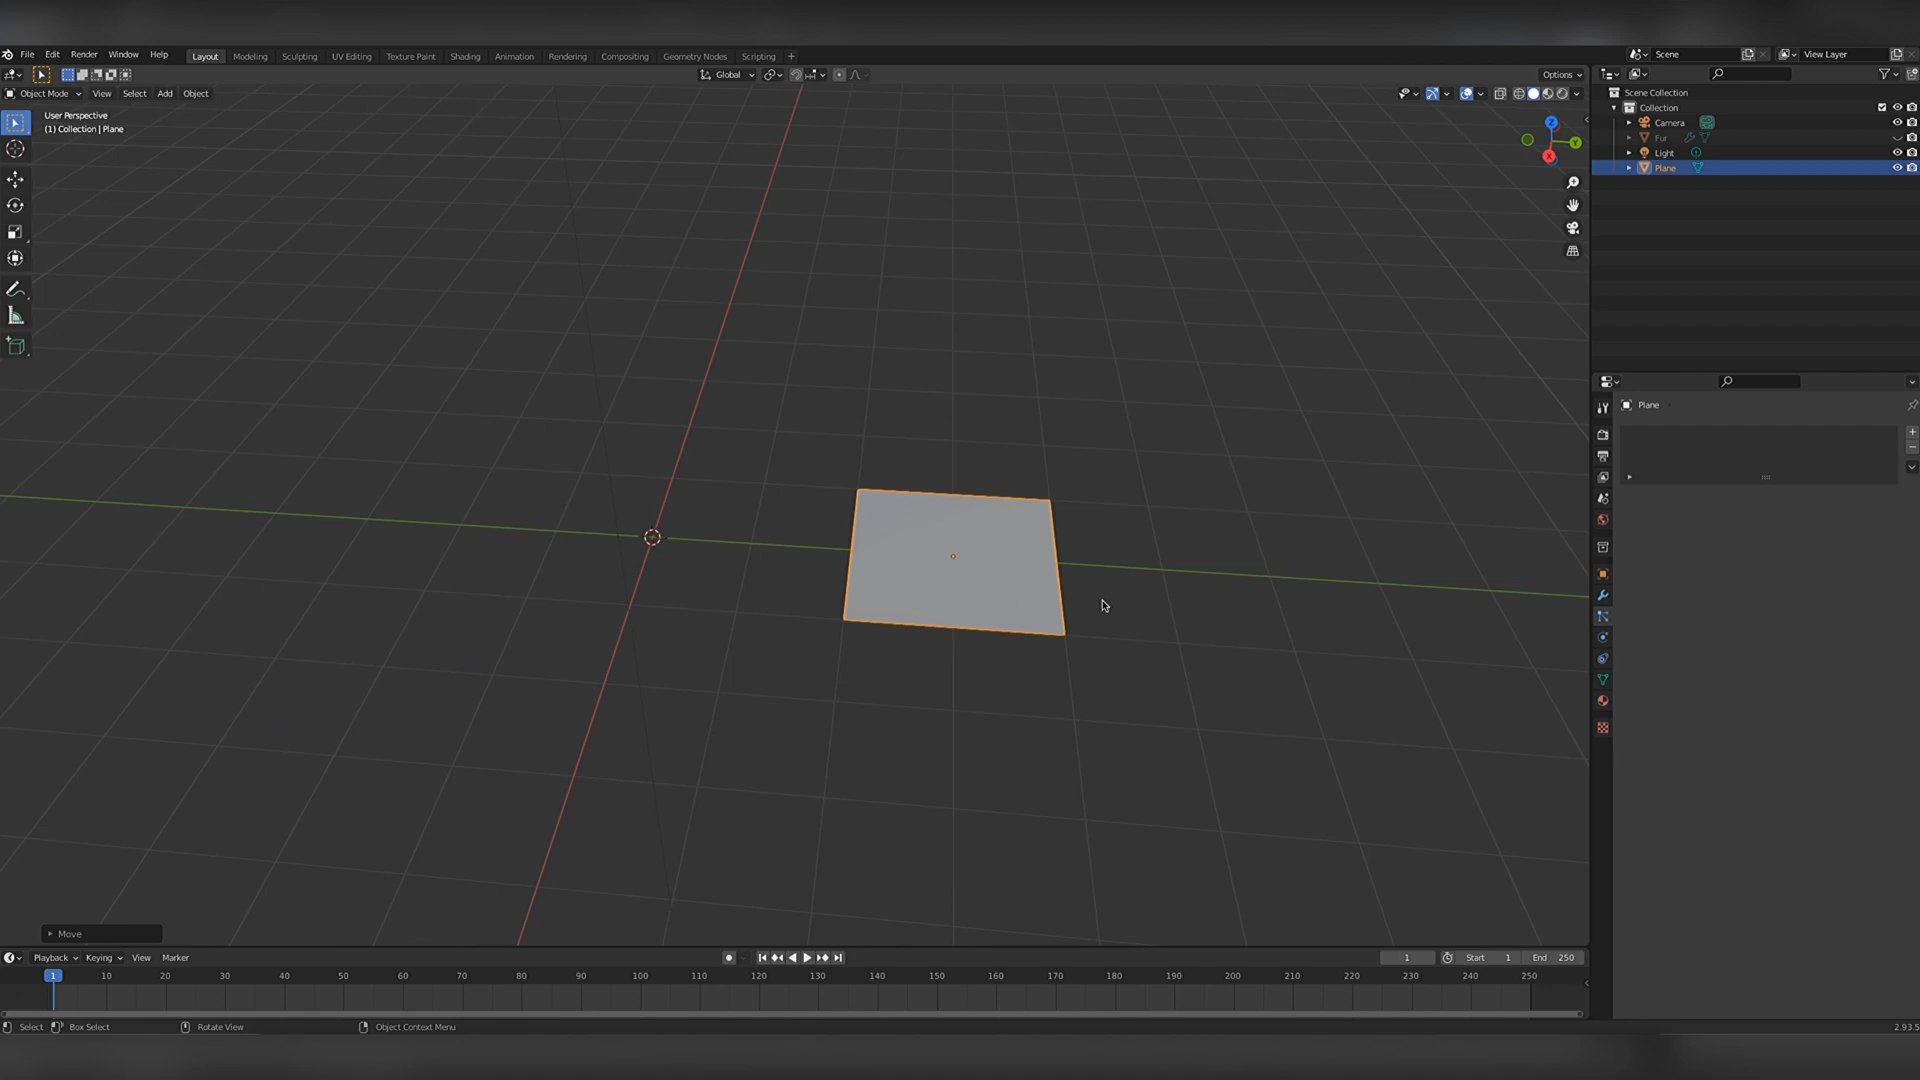 File Edit Render Window Help
Layout Modeling Sculpting UV Editing Texture Paint Shading Animation Rendering Compositing Geometry Nodes Scripting +
Scene
View Layer
Global
Options
Object Mode View Select Add Object
User Perspective
(1) Collection | Plane
Z
Y
X
Scene Collection
Collection
Camera
Fur
Light
Plane
Plane
Move
Playback Keying View Marker
1
Start 1
End 250
1 10 20 30 40 50 60 70 80 90 100 110 120 130 140 150 160 170 180 190 200 210 220 230 240 250
Select Box Select Rotate View Object Context Menu
2.93.5